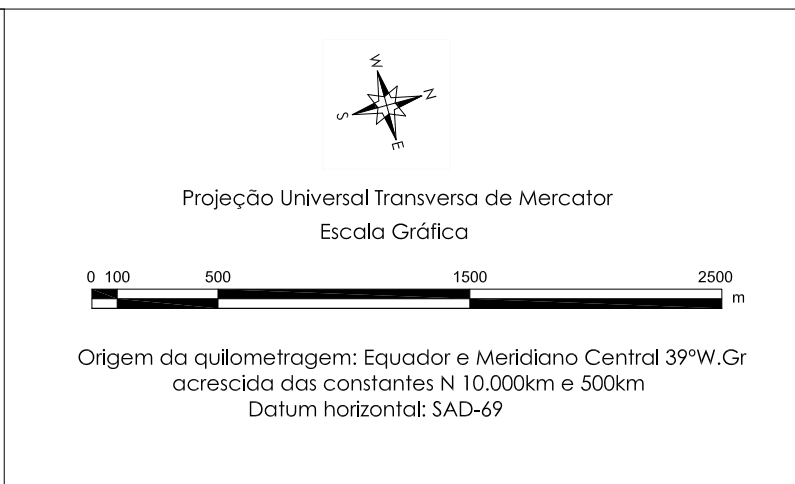 W
N
S
E
Projeção Universal Transversa de Mercator
Escala Gráfica
0 100 500 1500 2500
m
Origem da quilometragem: Equador e Meridiano Central 39ºW.Gr
acrescida das constantes N 10.000km e 500km
Datum horizontal: SAD-69